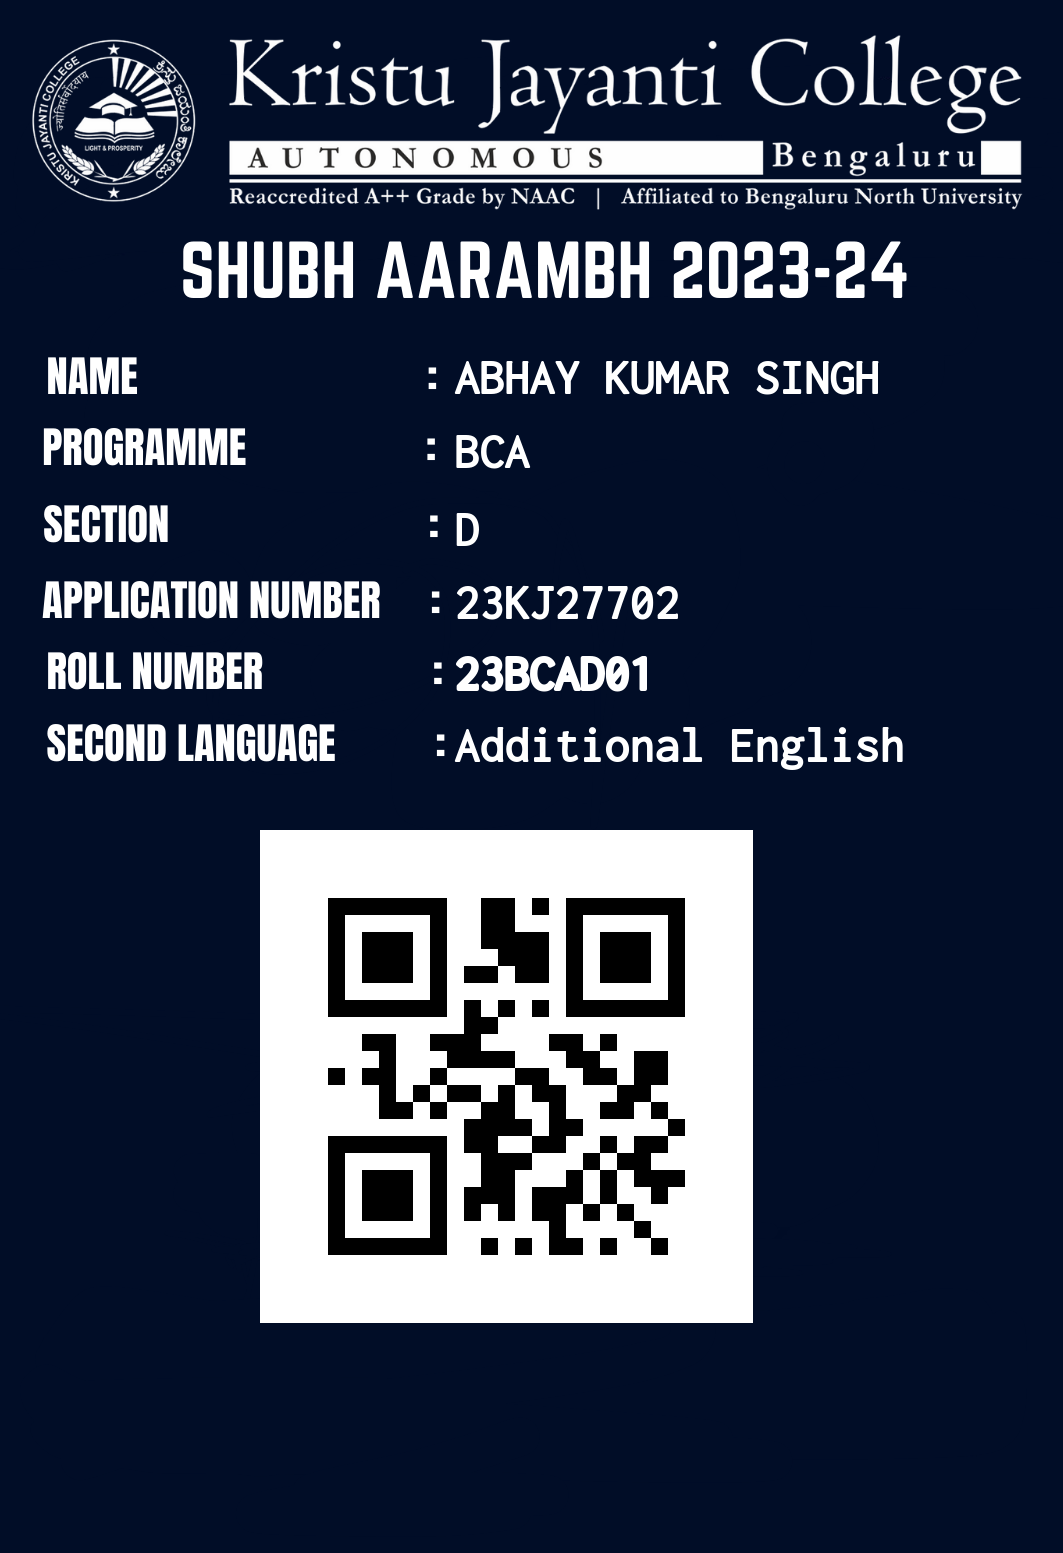 Kristu Jayanti College
AUTONOMOUS Bengaluru
Reaccredited A++ Grade by NAAC | Affiliated to Bengaluru North University
KRISTU JAYANTI COLLEGE
LIGHT & PROSPERITY
SHUBH AARAMBH 2023-24
NAME : ABHAY KUMAR SINGH
PROGRAMME : BCA
SECTION : D
APPLICATION NUMBER : 23KJ27702
ROLL NUMBER : 23BCAD01
SECOND LANGUAGE : Additional English